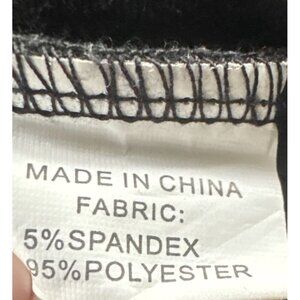 MADE IN CHINA
FABRIC:
5%SPANDEX
95%POLYESTER